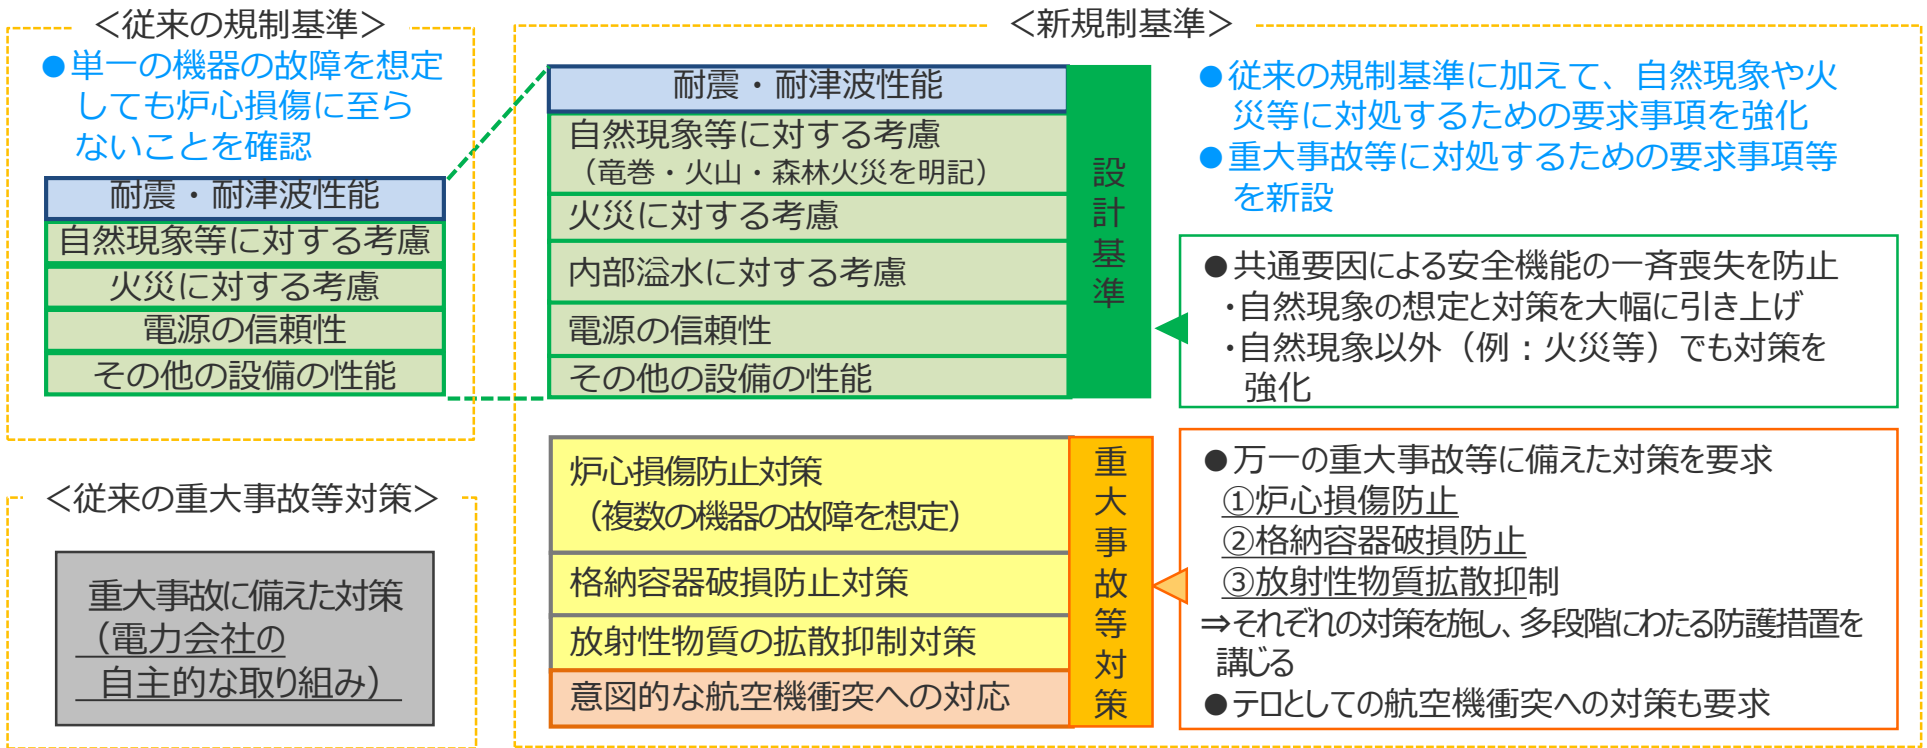 ＜従来の規制基準＞
●単一の機器の故障を想定
しても炉心損傷に至ら
ないことを確認
耐震・耐津波性能
自然現象等に対する考慮
火災に対する考慮
電源の信頼性
その他の設備の性能
＜従来の重大事故等対策＞
重大事故に備えた対策
（電力会社の
自主的な取り組み）
＜新規制基準＞
耐震・耐津波性能
自然現象等に対する考慮
（竜巻・火山・森林火災を明記）
火災に対する考慮
内部溢水に対する考慮
電源の信頼性
その他の設備の性能
設計基準
●従来の規制基準に加えて、自然現象や火
災等に対処するための要求事項を強化
●重大事故等に対処するための要求事項等
を新設
●共通要因による安全機能の一斉喪失を防止
・自然現象の想定と対策を大幅に引き上げ
・自然現象以外（例：火災等）でも対策を
強化
炉心損傷防止対策
（複数の機器の故障を想定）
格納容器破損防止対策
放射性物質の拡散抑制対策
意図的な航空機衝突への対応
重大事故等対策
●万一の重大事故等に備えた対策を要求
①炉心損傷防止
②格納容器破損防止
③放射性物質拡散抑制
⇒それぞれの対策を施し、多段階にわたる防護措置を
講じる
●テロとしての航空機衝突への対策も要求